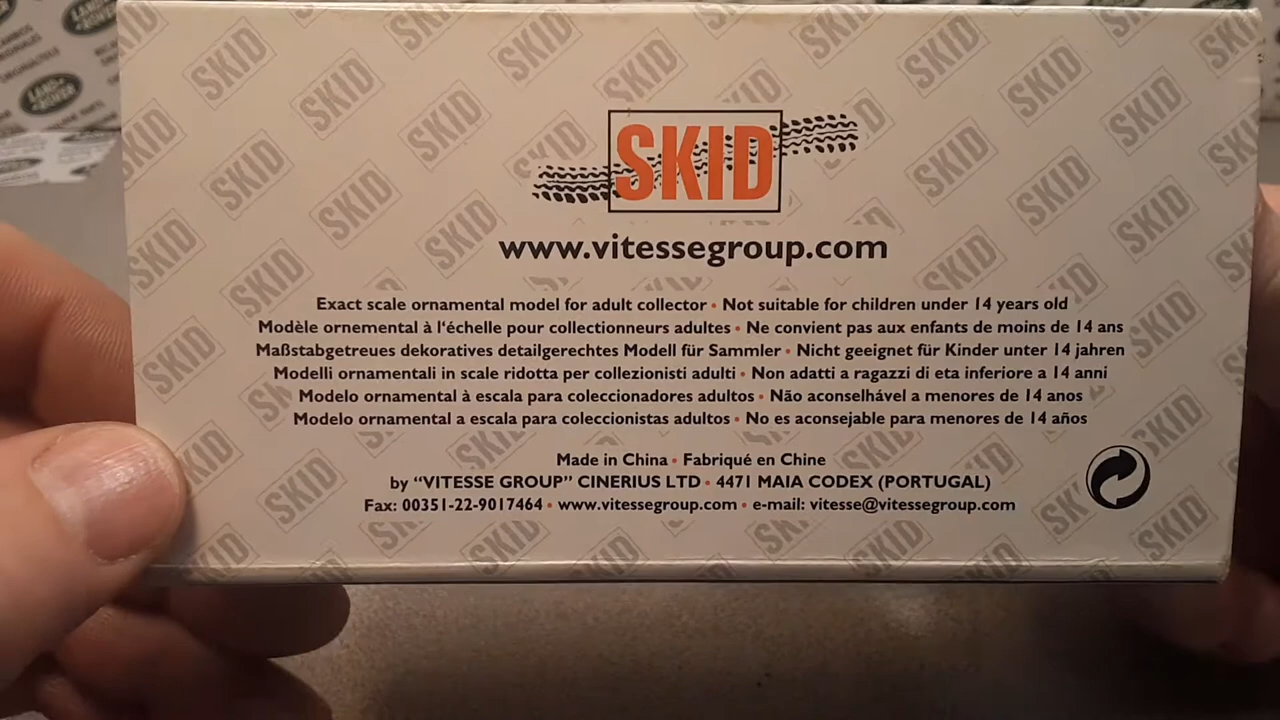 SKID
www.vitessegroup.com
Exact scale ornamental model for adult collector • Not suitable for children under 14 years old
Modèle ornemental à l'échelle pour collectionneurs adultes • Ne convient pas aux enfants de moins de 14 ans
Maßstabgetreues dekoratives detailgerechtes Modell für Sammler • Nicht geeignet für Kinder unter 14 jahren
Modelli ornamentali in scale ridotta per collezionisti adulti • Non adatti a ragazzi di eta inferiore a 14 anni
Modelo ornamental à escala para coleccionadores adultos • Não aconselhável a menores de 14 anos
Modelo ornamental a escala para coleccionistas adultos • No es aconsejable para menores de 14 años
Made in China • Fabriqué en Chine
by “VITESSE GROUP” CINERIUS LTD • 4471 MAIA CODEX (PORTUGAL)
Fax: 00351-22-9017464 • www.vitessegroup.com • e-mail: vitesse@vitessegroup.com
LAND ROVER